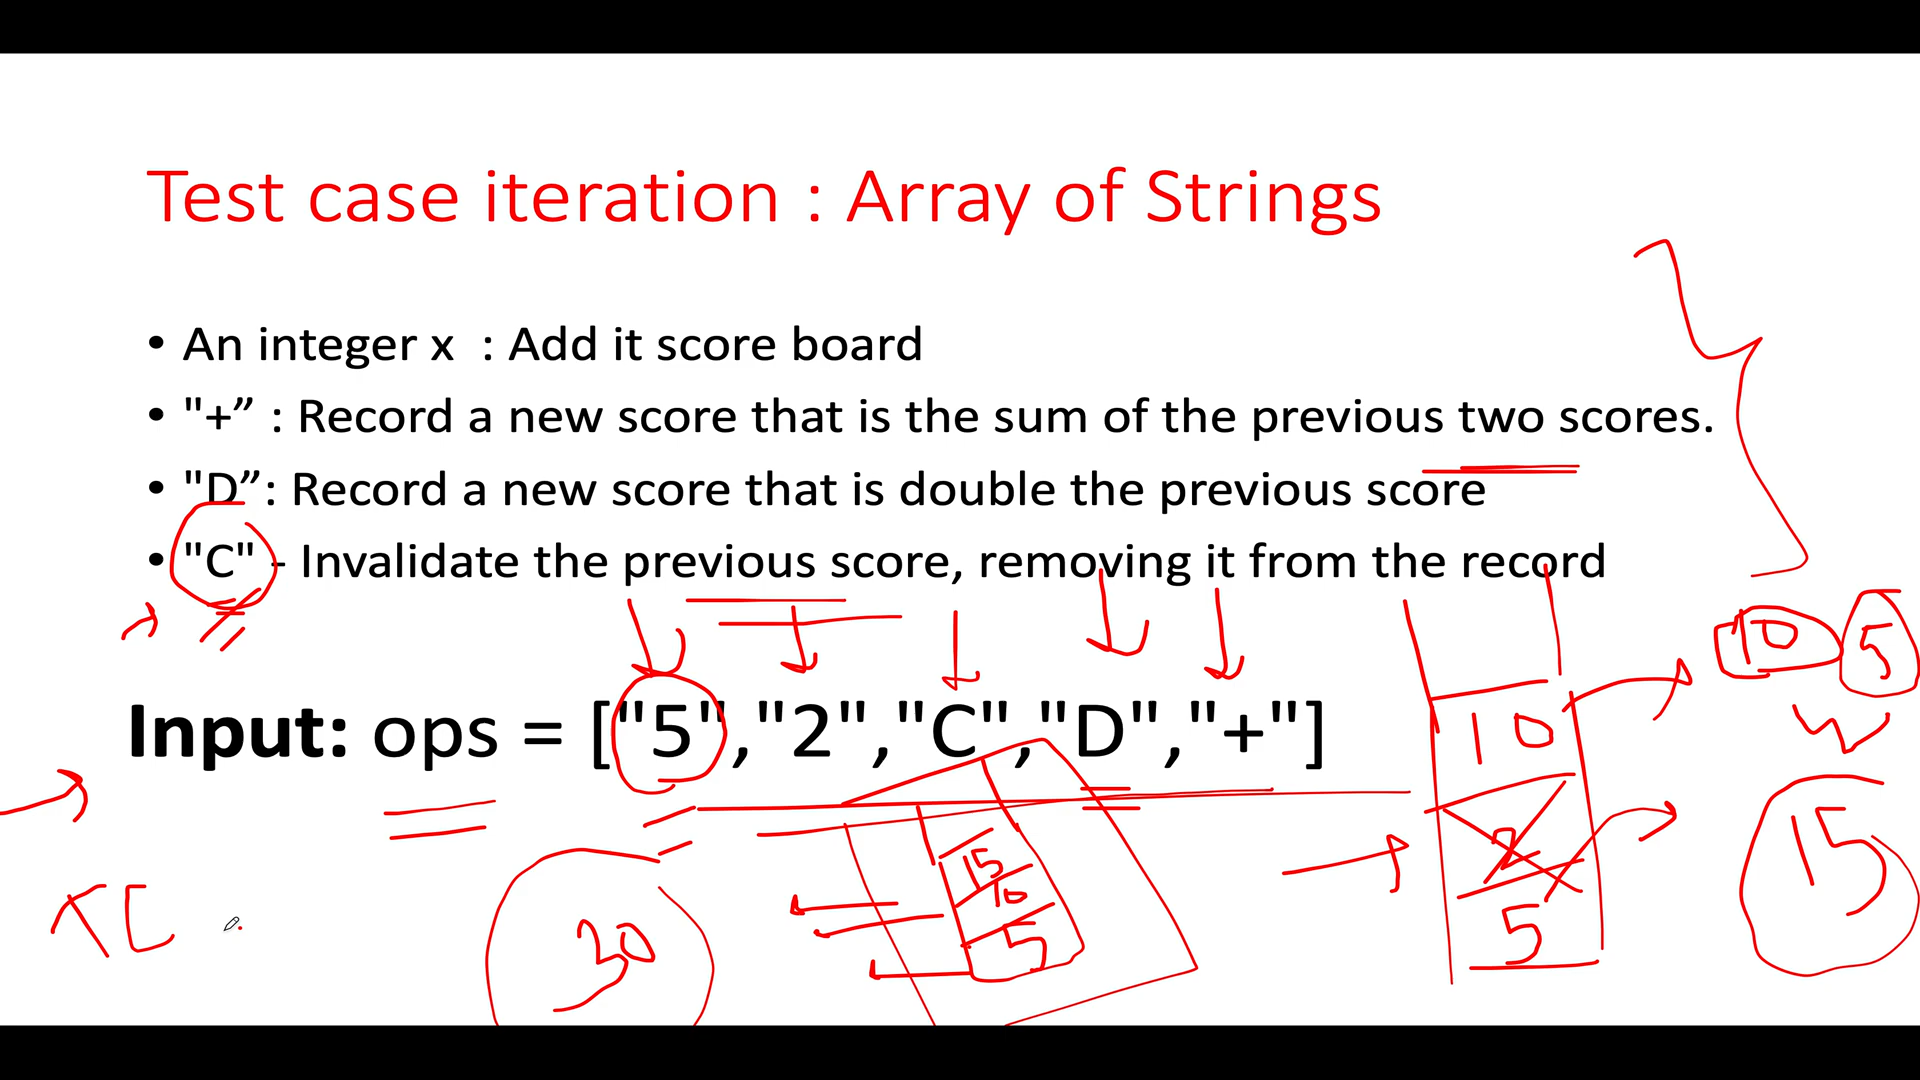 Test case iteration : Array of Strings
• An integer x : Add it score board
• "+” : Record a new score that is the sum of the previous two scores.
• "D”: Record a new score that is double the previous score
• "C" - Invalidate the previous score, removing it from the record
10 5
Input: ops = ["5","2","C","D","+"]
10
15
2
15
10
5
5
30
TC